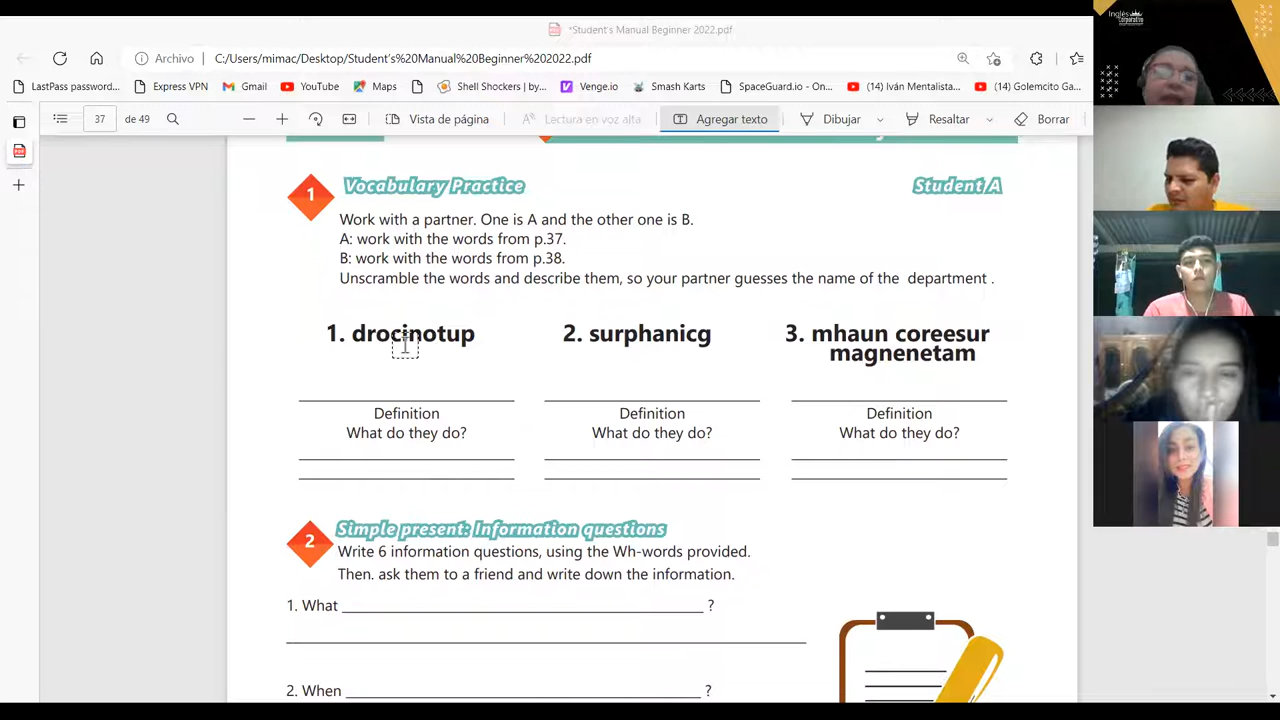 *Student's Manual Beginner 2022.pdf
Archivo C:/Users/mimac/Desktop/Student's%20Manual%20Beginner%202022.pdf
LastPass password... Express VPN Gmail YouTube Maps Shell Shockers | by... Venge.io Smash Karts SpaceGuard.io - On... (14) Iván Mentalista... (14) Golemcito Ga...
37 de 49 Vista de página Lectura en voz alta Agregar texto Dibujar Resaltar Borrar
1 Vocabulary Practice Student A
Work with a partner. One is A and the other one is B.
A: work with the words from p.37.
B: work with the words from p.38.
Unscramble the words and describe them, so your partner guesses the name of the department .
1. drocinotup 2. surphanicg 3. mhaun coreesur
magnenetam
Definition Definition Definition
What do they do? What do they do? What do they do?
2 Simple present: Information questions
Write 6 information questions, using the Wh-words provided.
Then. ask them to a friend and write down the information.
1. What ?
2. When ?
Inglés
Corporativo